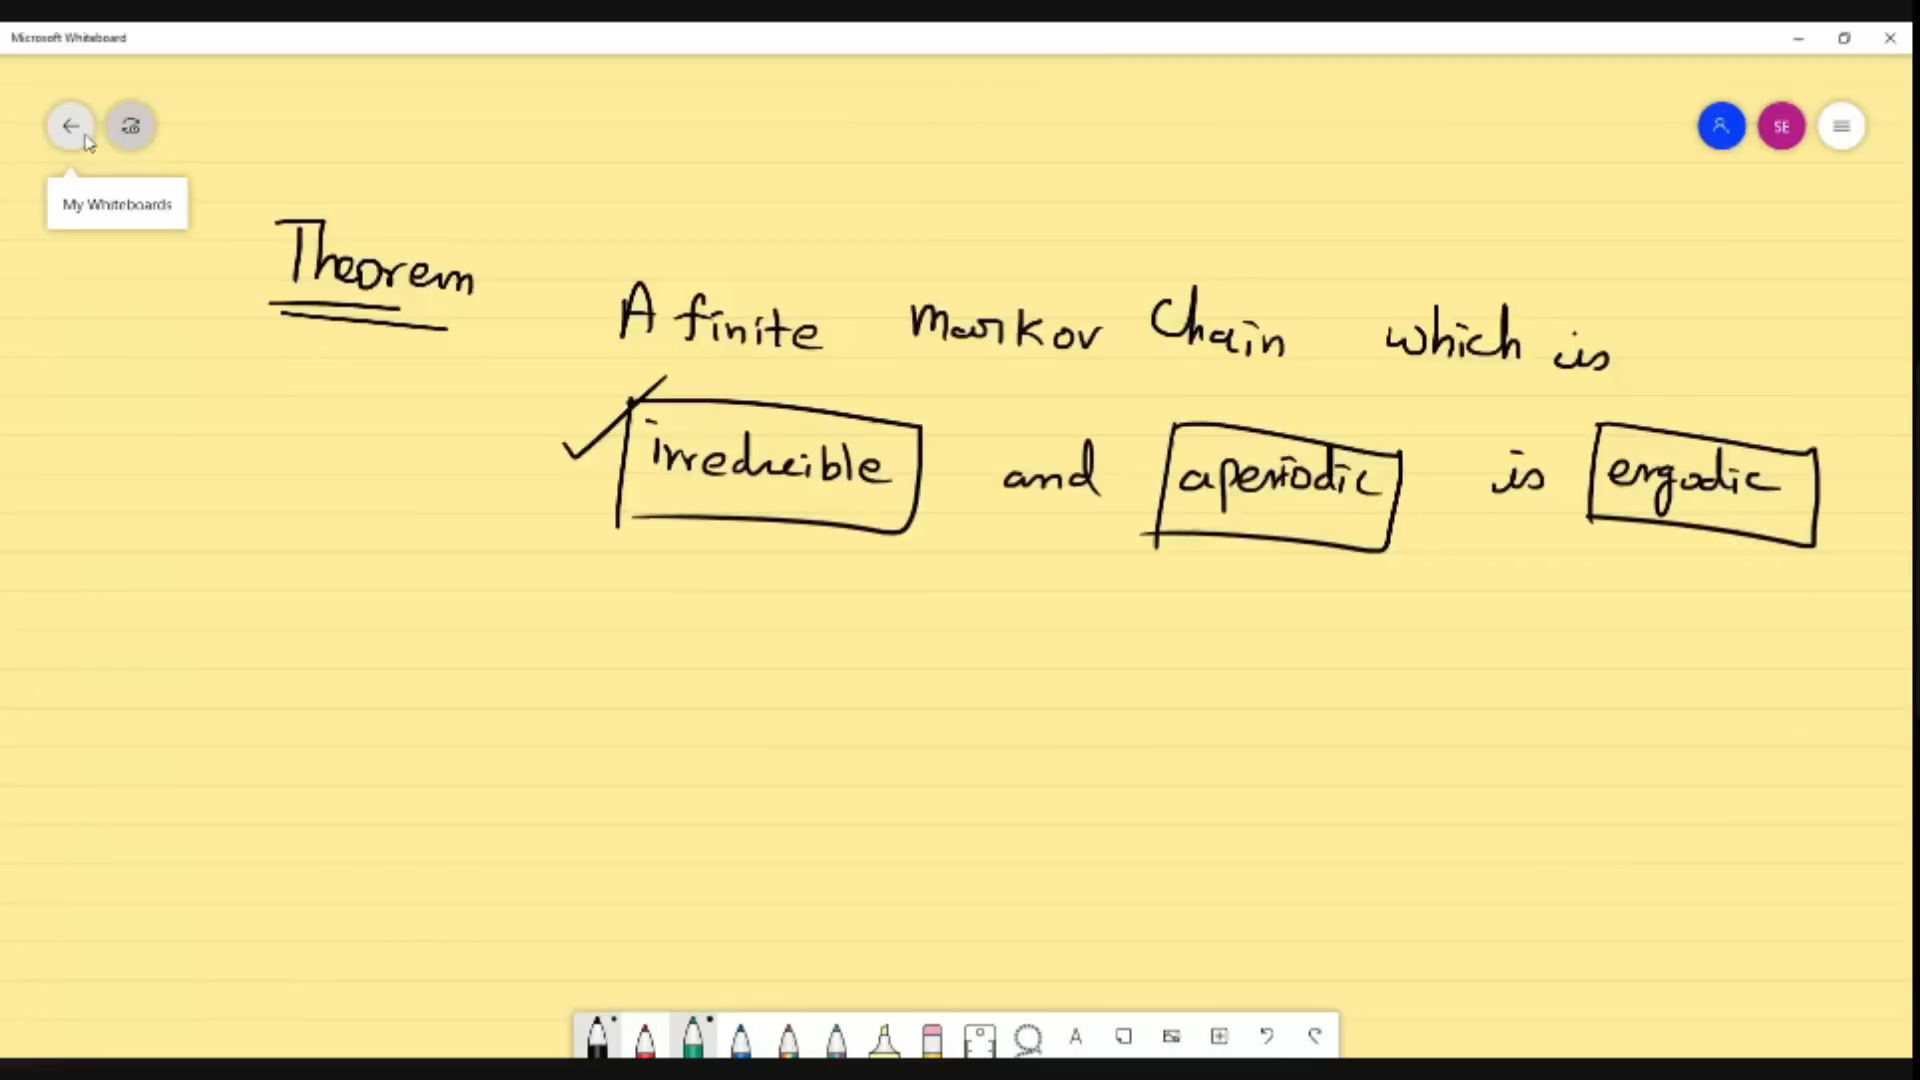 Microsoft Whiteboard
SE
My Whiteboards
Theorem
A finite Markov Chain which is
irreducible and aperiodic is ergodic
A